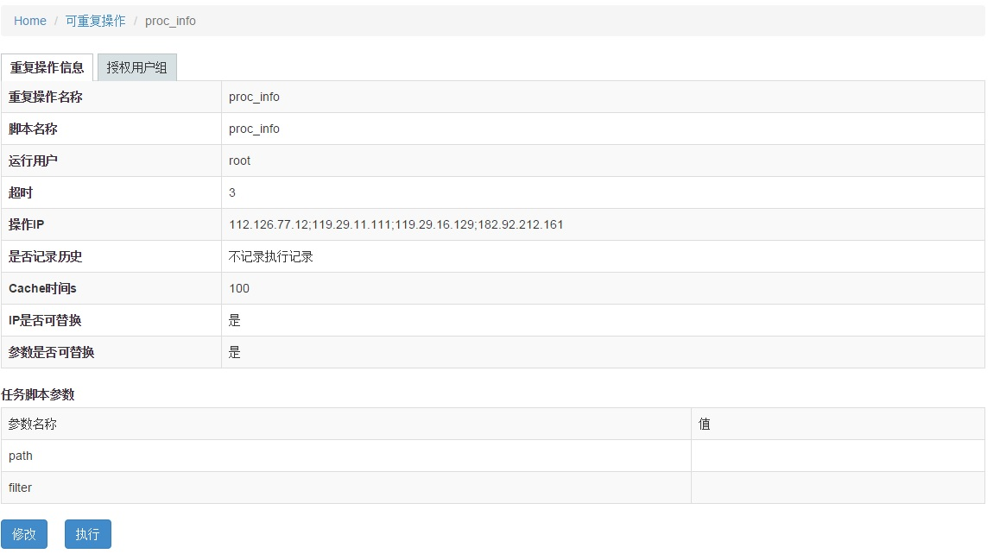 Home / 可重复操作 / proc_info
重复操作信息 授权用户组
重复操作名称 proc_info
脚本名称 proc_info
运行用户 root
超时 3
操作IP 112.126.77.12;119.29.11.111;119.29.16.129;182.92.212.161
是否记录历史 不记录执行记录
Cache时间s 100
IP是否可替换 是
参数是否可替换 是
任务脚本参数
参数名称 值
path
filter
修改 执行